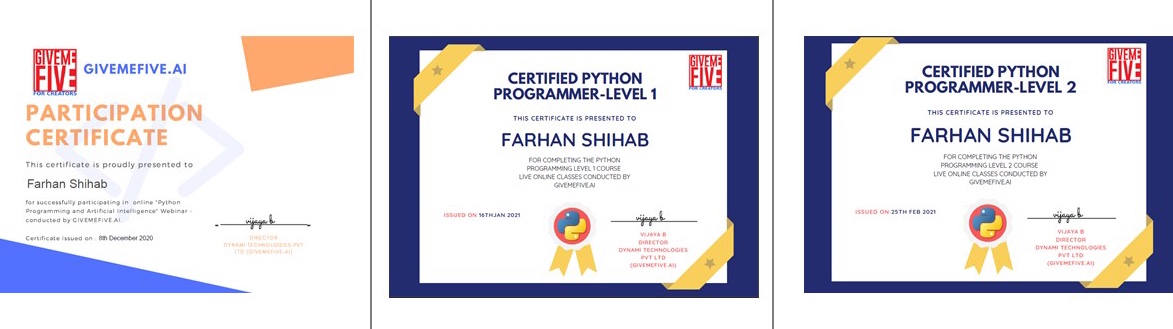 GIVEME
FIVE
FOR CREATORS
GIVEMEFIVE.AI
PARTICIPATION
CERTIFICATE
This certificate is proudly presented to
Farhan Shihab
for successfully participating in online "Python
Programming and Artificial Intelligence" Webinar -
conducted by GIVEMEFIVE.AI.
Certificate Issued on : 8th December 2020
vijaya b
DIRECTOR
DYNAMI TECHNOLOGIES PVT
LTD (GIVEMEFIVE.AI)
GIVEME
FIVE
FOR CREATORS
CERTIFIED PYTHON
PROGRAMMER-LEVEL 1
THIS CERTIFICATE IS PRESENTED TO
FARHAN SHIHAB
FOR COMPLETING THE PYTHON
PROGRAMMING LEVEL 1 COURSE
LIVE ONLINE CLASSES CONDUCTED BY
GIVEMEFIVE.AI
ISSUED ON 16THJAN 2021
vijaya b
VIJAYA B
DIRECTOR
DYNAMI TECHNOLOGIES
PVT LTD
(GIVEMEFIVE.AI)
GIVEME
FIVE
FOR CREATORS
CERTIFIED PYTHON
PROGRAMMER-LEVEL 2
THIS CERTIFICATE IS PRESENTED TO
FARHAN SHIHAB
FOR COMPLETING THE PYTHON
PROGRAMMING LEVEL 2 COURSE
LIVE ONLINE CLASSES CONDUCTED BY
GIVEMEFIVE.AI
ISSUED ON 25TH FEB 2021
vijaya b
VIJAYA B
DIRECTOR
DYNAMI TECHNOLOGIES
PVT LTD
(GIVEMEFIVE.AI)